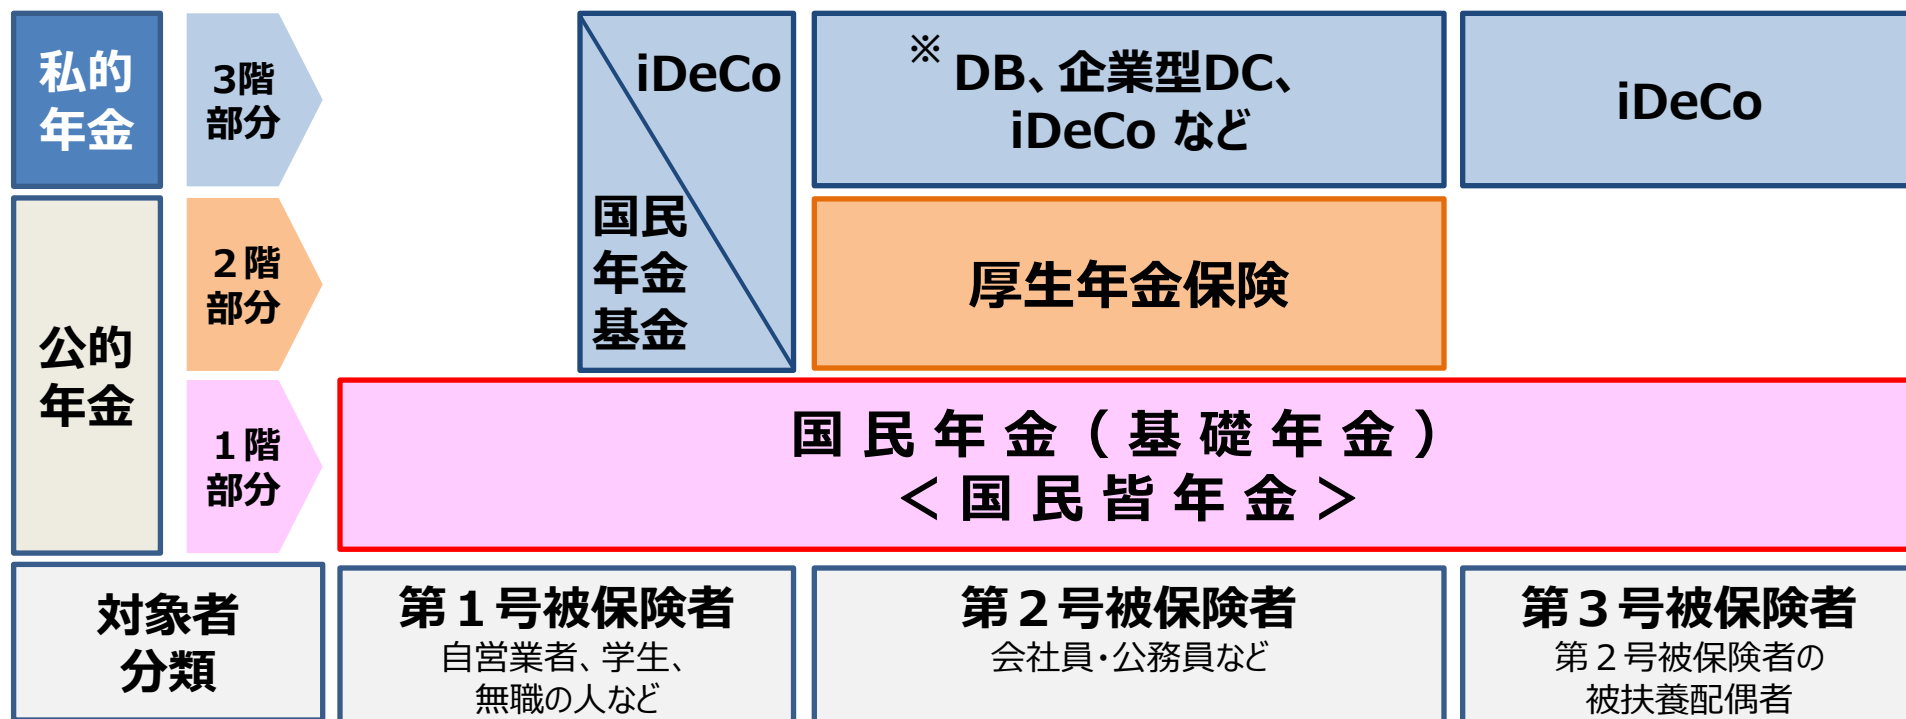 私的
年金
3階
部分
iDeCo
国民
年金
基金
※ DB、企業型DC、
iDeCo など
iDeCo
公的
年金
２階
部分
厚生年金保険
１階
部分
国民年金（基礎年金）
＜国民皆年金＞
対象者
分類
第１号被保険者
自営業者、学生、
無職の人など
第２号被保険者
会社員・公務員など
第３号被保険者
第２号被保険者の
被扶養配偶者